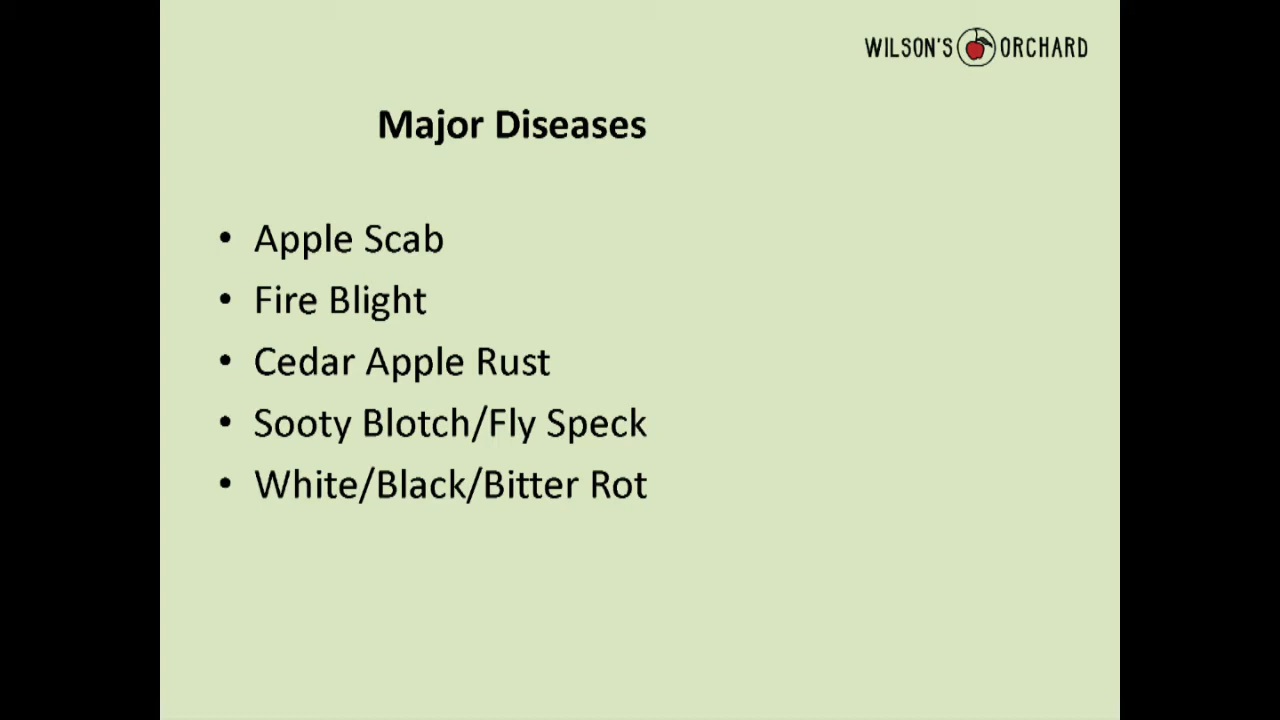 WILSON'S ORCHARD
Major Diseases
• Apple Scab
• Fire Blight
• Cedar Apple Rust
• Sooty Blotch/Fly Speck
• White/Black/Bitter Rot